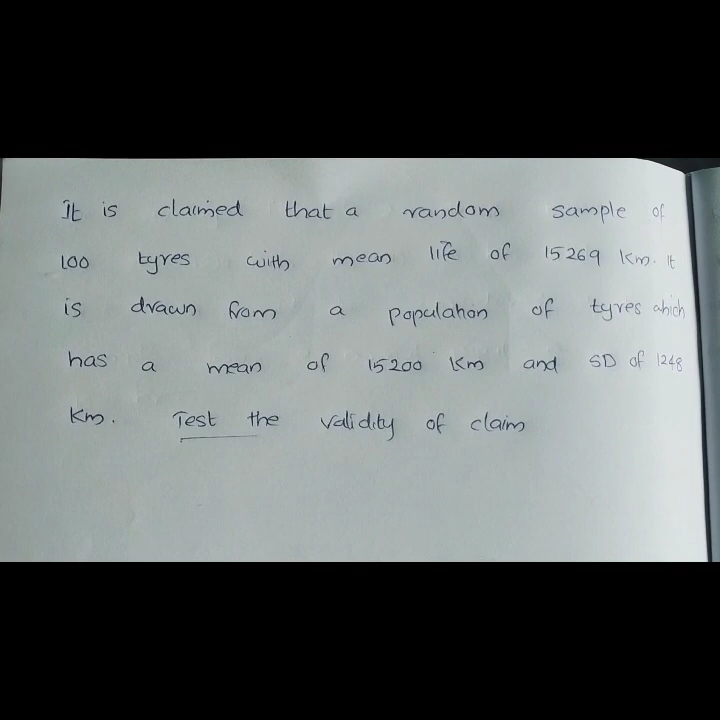 It is claimed that a random sample of
100 tyres with mean life of 15269 Km. It
is drawn from a population of tyres which
has a mean of 15200 Km and SD of 1248
Km. Test the validity of claim